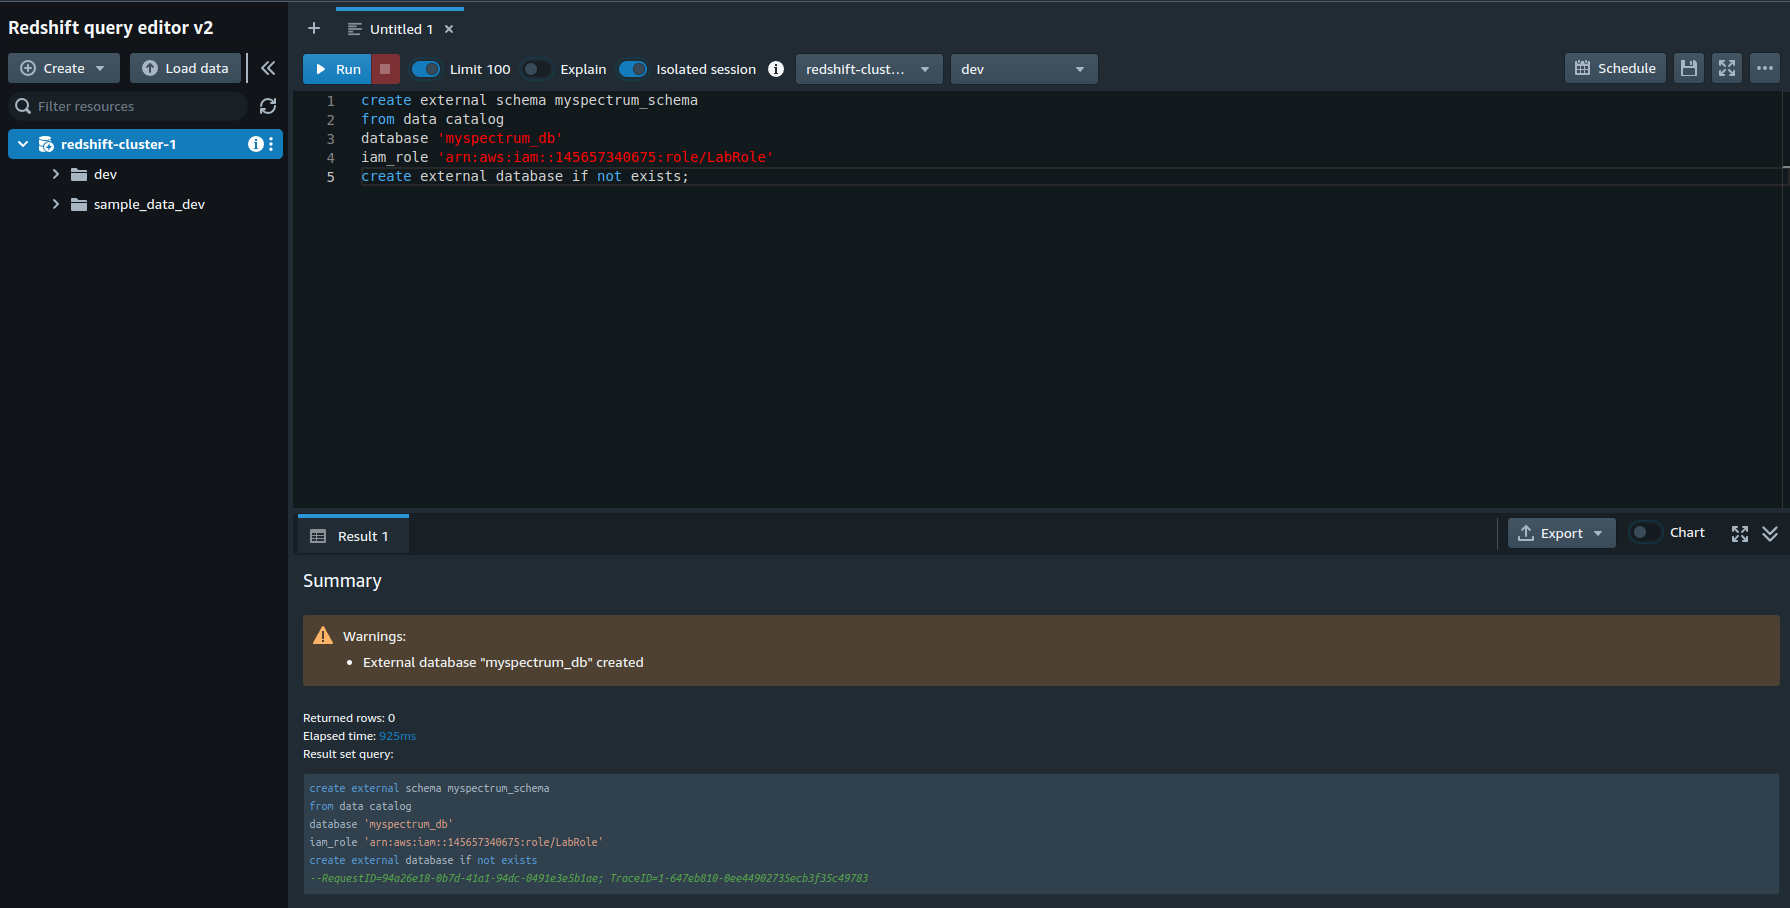 Redshift query editor v2
Create
Load data
Filter resources
redshift-cluster-1
dev
sample_data_dev
Untitled 1
Run
Limit 100
Explain
Isolated session
redshift-clust...
dev
Schedule
1 create external schema myspectrum_schema
2 from data catalog
3 database 'myspectrum_db'
4 iam_role 'arn:aws:iam::145657340675:role/LabRole'
5 create external database if not exists;
Result 1
Export
Chart
Summary
Warnings:
• External database "myspectrum_db" created
Returned rows: 0
Elapsed time: 925ms
Result set query:
create external schema myspectrum_schema
from data catalog
database 'myspectrum_db'
iam_role 'arn:aws:iam::145657340675:role/LabRole'
create external database if not exists
--RequestID=94a26e18-0b7d-41a1-94dc-0491e3e5b1ae; TraceID=1-647eb810-0ee44902735ecb3f35c49783